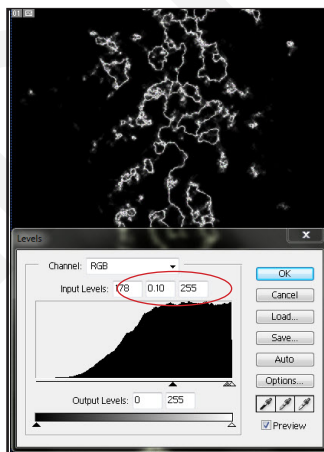 01
Levels
x
Channel: RGB
Input Levels: 178 0.10 255
Output Levels: 0 255
OK
Cancel
Load...
Save...
Auto
Options...
Preview